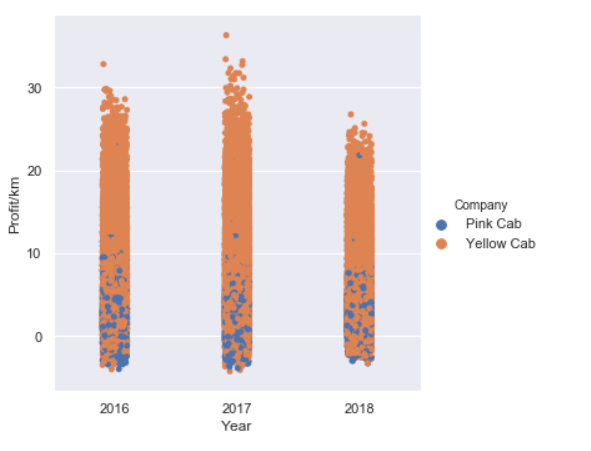 30
20
10
0
Profit/km
2016 2017 2018
Year
Company
Pink Cab
Yellow Cab